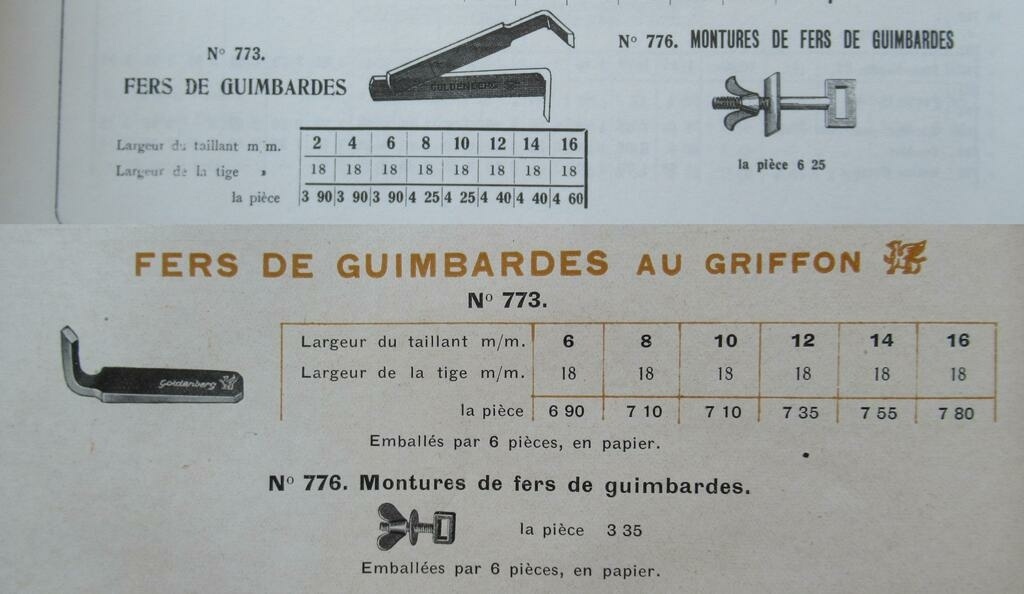 Nº 773.
FERS DE GUIMBARDES
GOLDENBERG
Nº 776. MONTURES DE FERS DE GUIMBARDES
la pièce 6 25
Largeur du taillant m/m. 2 4 6 8 10 12 14 16
Largeur de la tige » 18 18 18 18 18 18 18 18
la pièce 3 90 3 90 3 90 4 25 4 25 4 40 4 40 4 60
FERS DE GUIMBARDES AU GRIFFON
Nº 773.
Goldenberg
Largeur du taillant m/m. 6 8 10 12 14 16
Largeur de la tige m/m. 18 18 18 18 18 18
la pièce 6 90 7 10 7 10 7 35 7 55 7 80
Emballés par 6 pièces, en papier.
Nº 776. Montures de fers de guimbardes.
la pièce 3 35
Emballées par 6 pièces, en papier.